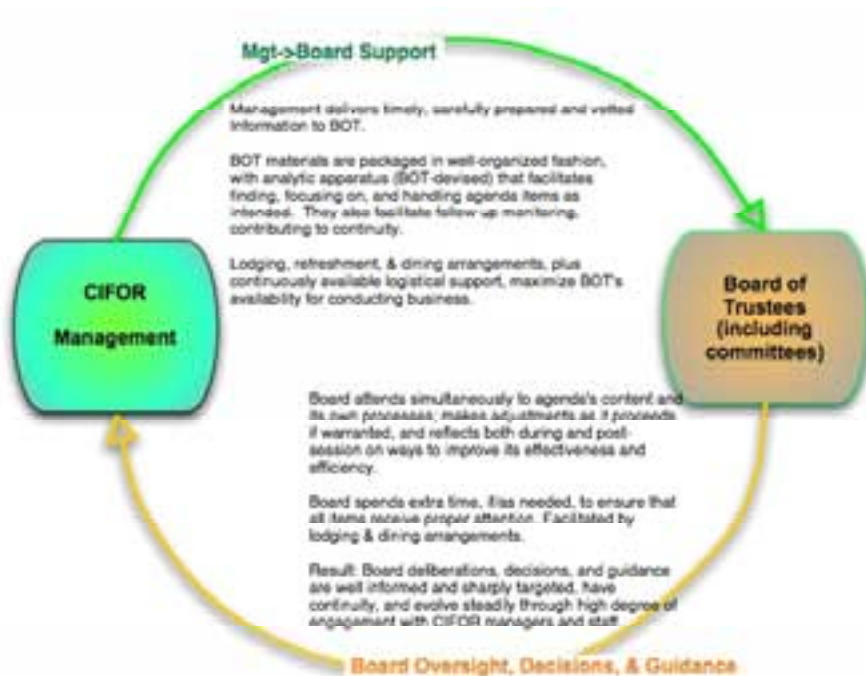 Mgt->Board Support
Management delivers timely, carefully prepared and vetted
Information to BOT.
BOT materials are packaged in well-organized fashion,
with analytic apparatus (BOT-devised) that facilitates
finding, focusing on, and handling agenda items as
intended. They also facilitate follow up monitoring,
contributing to continuity.
Lodging, refreshment, & dining arrangements, plus
continuously available logistical support, maximize BOT's
availability for conducting business.
CIFOR
Management
Board of
Trustees
(including
committees)
Board attends simultaneously to agenda's content and
its own processes, makes adjustments as it proceeds
if warranted, and reflects both during and post-
session on ways to improve its effectiveness and
efficiency.
Board spends extra time, if/as needed, to ensure that
all items receive proper attention. Facilitated by
lodging & dining arrangements.
Result: Board deliberations, decisions, and guidance
are well informed and sharply targeted, have
continuity, and evolve steadily through high degree of
engagement with CIFOR managers and staff.
Board Oversight, Decisions, & Guidance